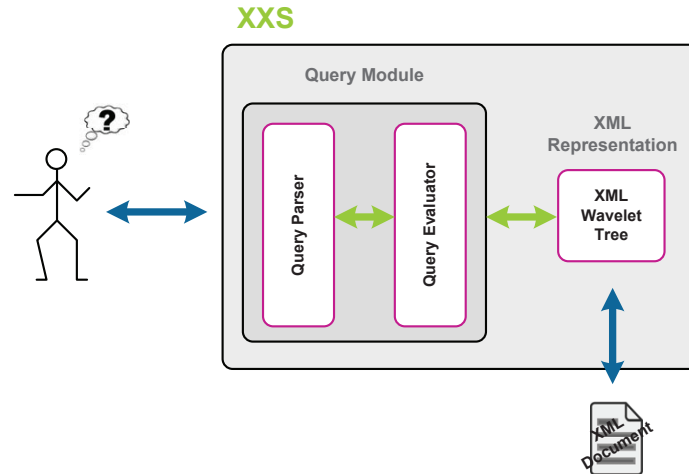 XXS
Query Module
?
XML
Representation
Query Parser
Query Evaluator
XML
Wavelet
Tree
XML
Document